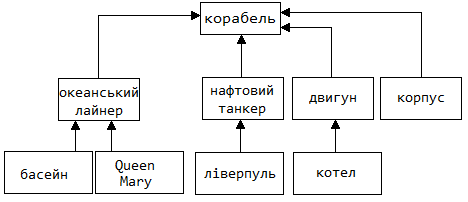 корабель
океанський
лайнер
нафтовий
танкер
двигун
корпус
басейн
Queen
Mary
ліверпуль
котел